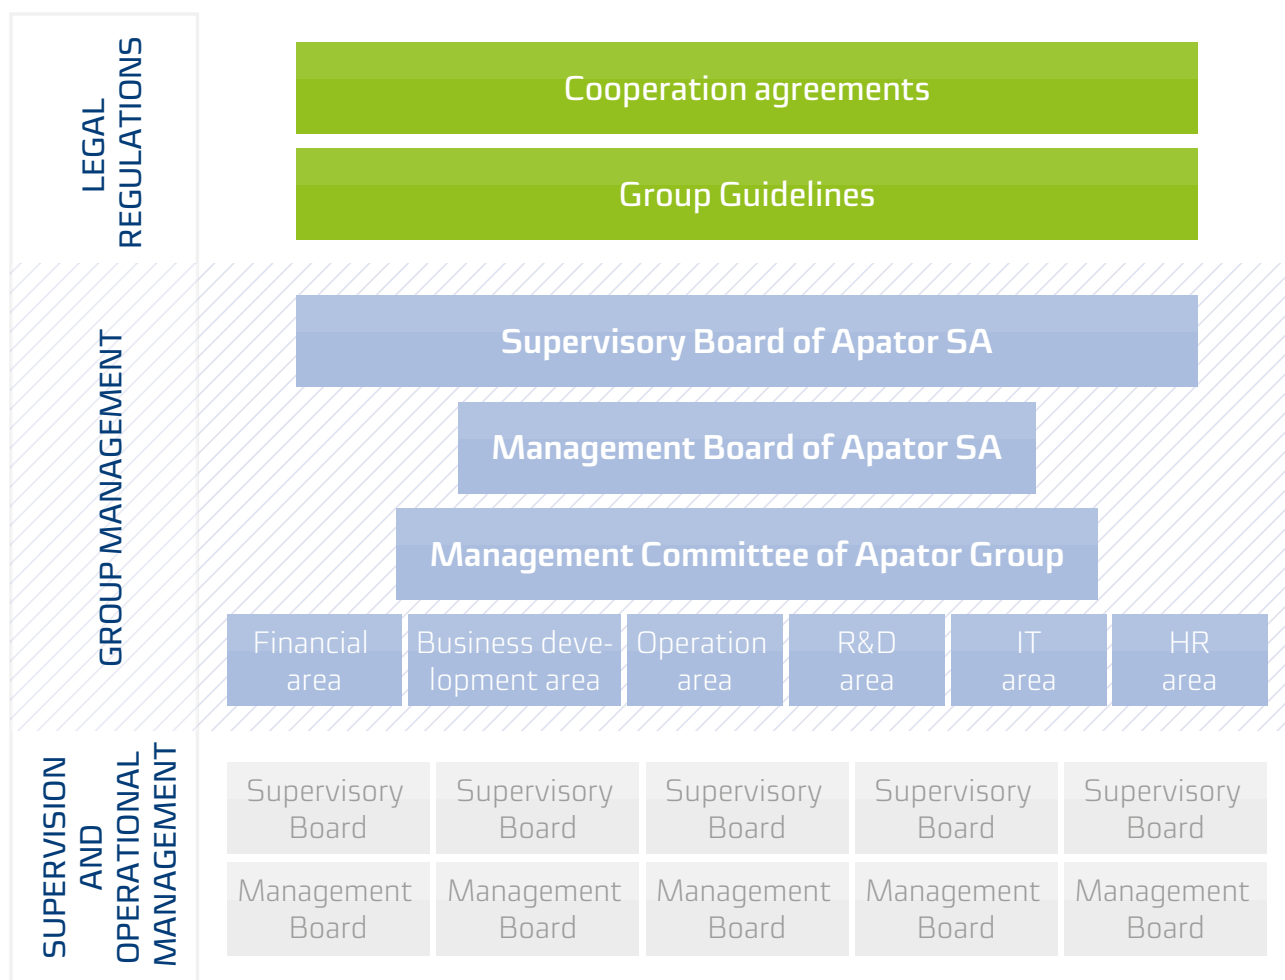 LEGAL
REGULATIONS
Cooperation agreements
Group Guidelines
GROUP MANAGEMENT
Supervisory Board of Apator SA
Management Board of Apator SA
Management Committee of Apator Group
Financial
area
Business deve-
lopment area
Operation
area
R&D
area
IT
area
HR
area
SUPERVISION
AND
OPERATIONAL
MANAGEMENT
Supervisory
Board
Supervisory
Board
Supervisory
Board
Supervisory
Board
Supervisory
Board
Management
Board
Management
Board
Management
Board
Management
Board
Management
Board